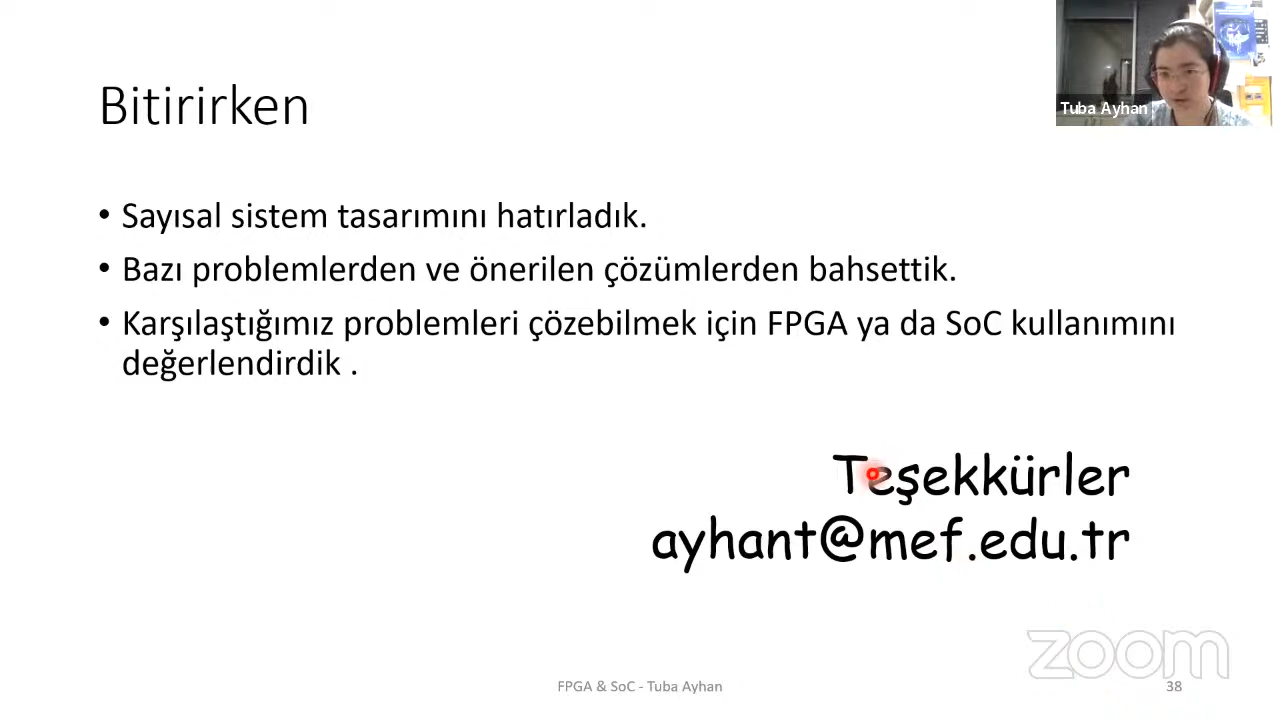 Tuba Ayhan
Bitirirken
• Sayısal sistem tasarımını hatırladık.
• Bazı problemlerden ve önerilen çözümlerden bahsettik.
• Karşılaştığımız problemleri çözebilmek için FPGA ya da SoC kullanımını
değerlendirdik .
Teşekkürler
ayhant@mef.edu.tr
zoom
FPGA & SoC - Tuba Ayhan
38